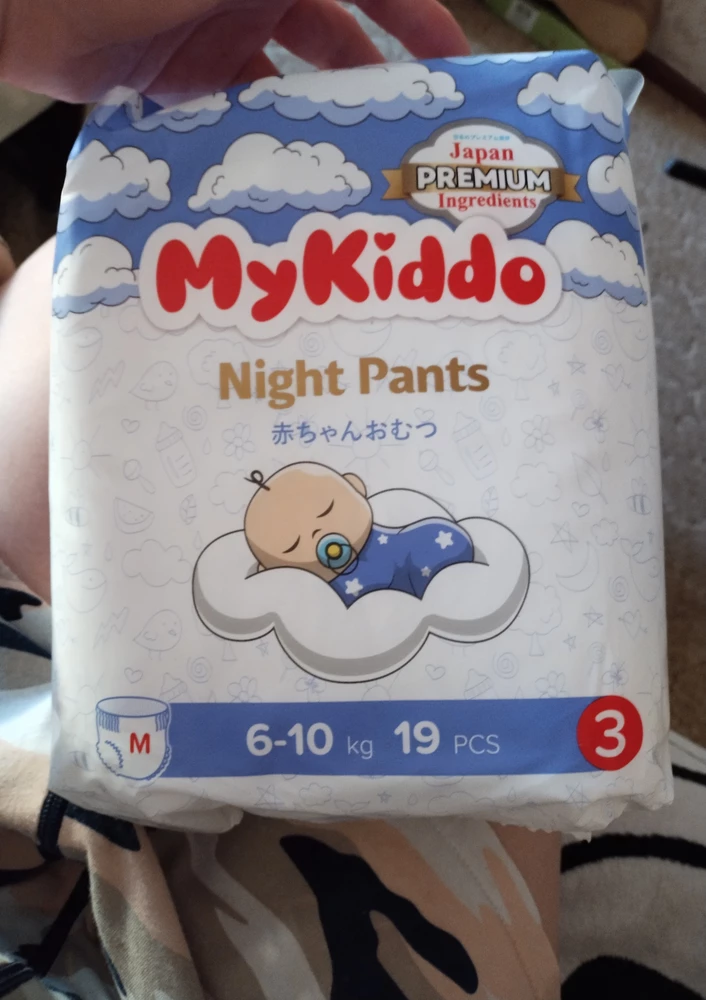 Japan
PREMIUM
Ingredients
MyKiddo
Night Pants
赤ちゃんおむつ
M 6-10 kg 19 PCS 3